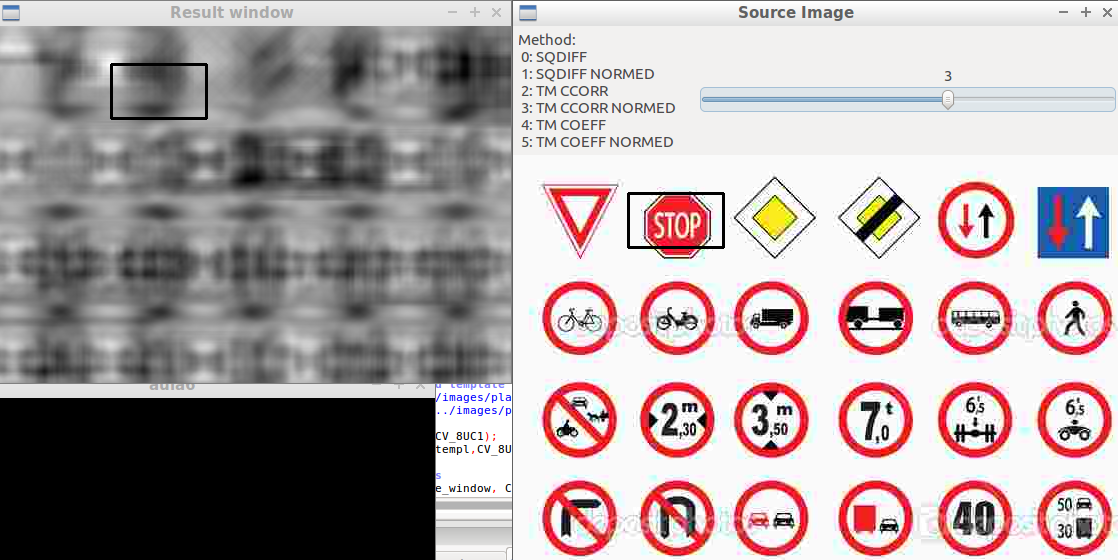 Result window
Source Image
Method:
0: SQDIFF
1: SQDIFF NORMED
2: TM CCORR
3: TM CCORR NORMED
4: TM COEFF
5: TM COEFF NORMED
3
STOP
2 m
,30
3 m
,50
7 t
,0
6,5
6,5
40
50
30
template
/images/pla
../images/p
CV_8UC1);
templ,CV_8U
e_window, C